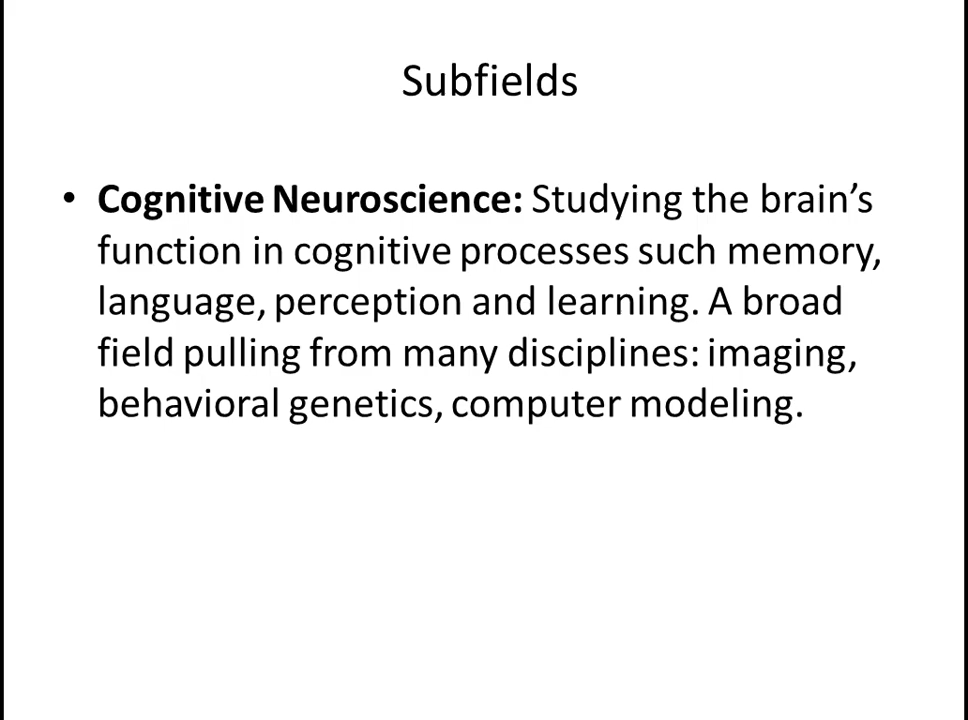 Subfields
• Cognitive Neuroscience: Studying the brain’s
function in cognitive processes such memory,
language, perception and learning. A broad
field pulling from many disciplines: imaging,
behavioral genetics, computer modeling.